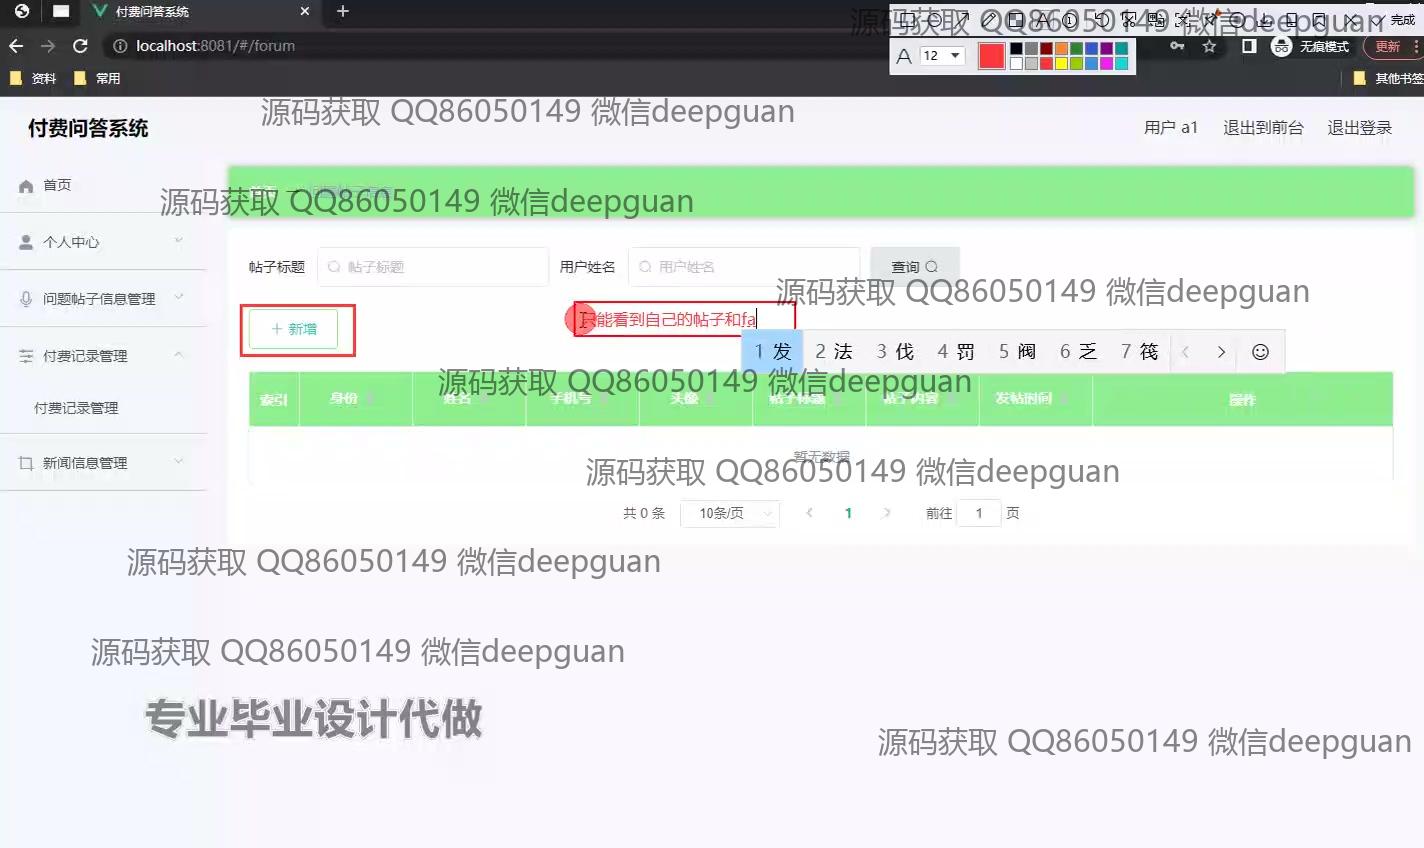 付费问答系统
localhost:8081/#/forum
无痕模式
更新
完成
A 12
资料
常用
其他书签
源码获取 QQ86050149 微信deepguan
源码获取 QQ86050149 微信deepguan
付费问答系统
用户 a1 退出到前台 退出登录
首页
源码获取 QQ86050149 微信deepguan
个人中心
帖子标题 帖子标题 用户姓名 用户姓名 查询
问题帖子信息管理
源码获取 QQ86050149 微信deepguan
新增
只能看到自己的帖子和fa
1 发 2 法 3 伐 4 罚 5 阀 6 乏 7 筏
付费记录管理
源码获取 QQ86050149 微信deepguan
索引 身份 姓名 手机号 头像 帖子标题 帖子内容 发帖时间 操作
付费记录管理
暂无数据
新闻信息管理
源码获取 QQ86050149 微信deepguan
共 0 条 10条/页 1 前往 1 页
源码获取 QQ86050149 微信deepguan
源码获取 QQ86050149 微信deepguan
专业毕业设计代做
源码获取 QQ86050149 微信deepguan